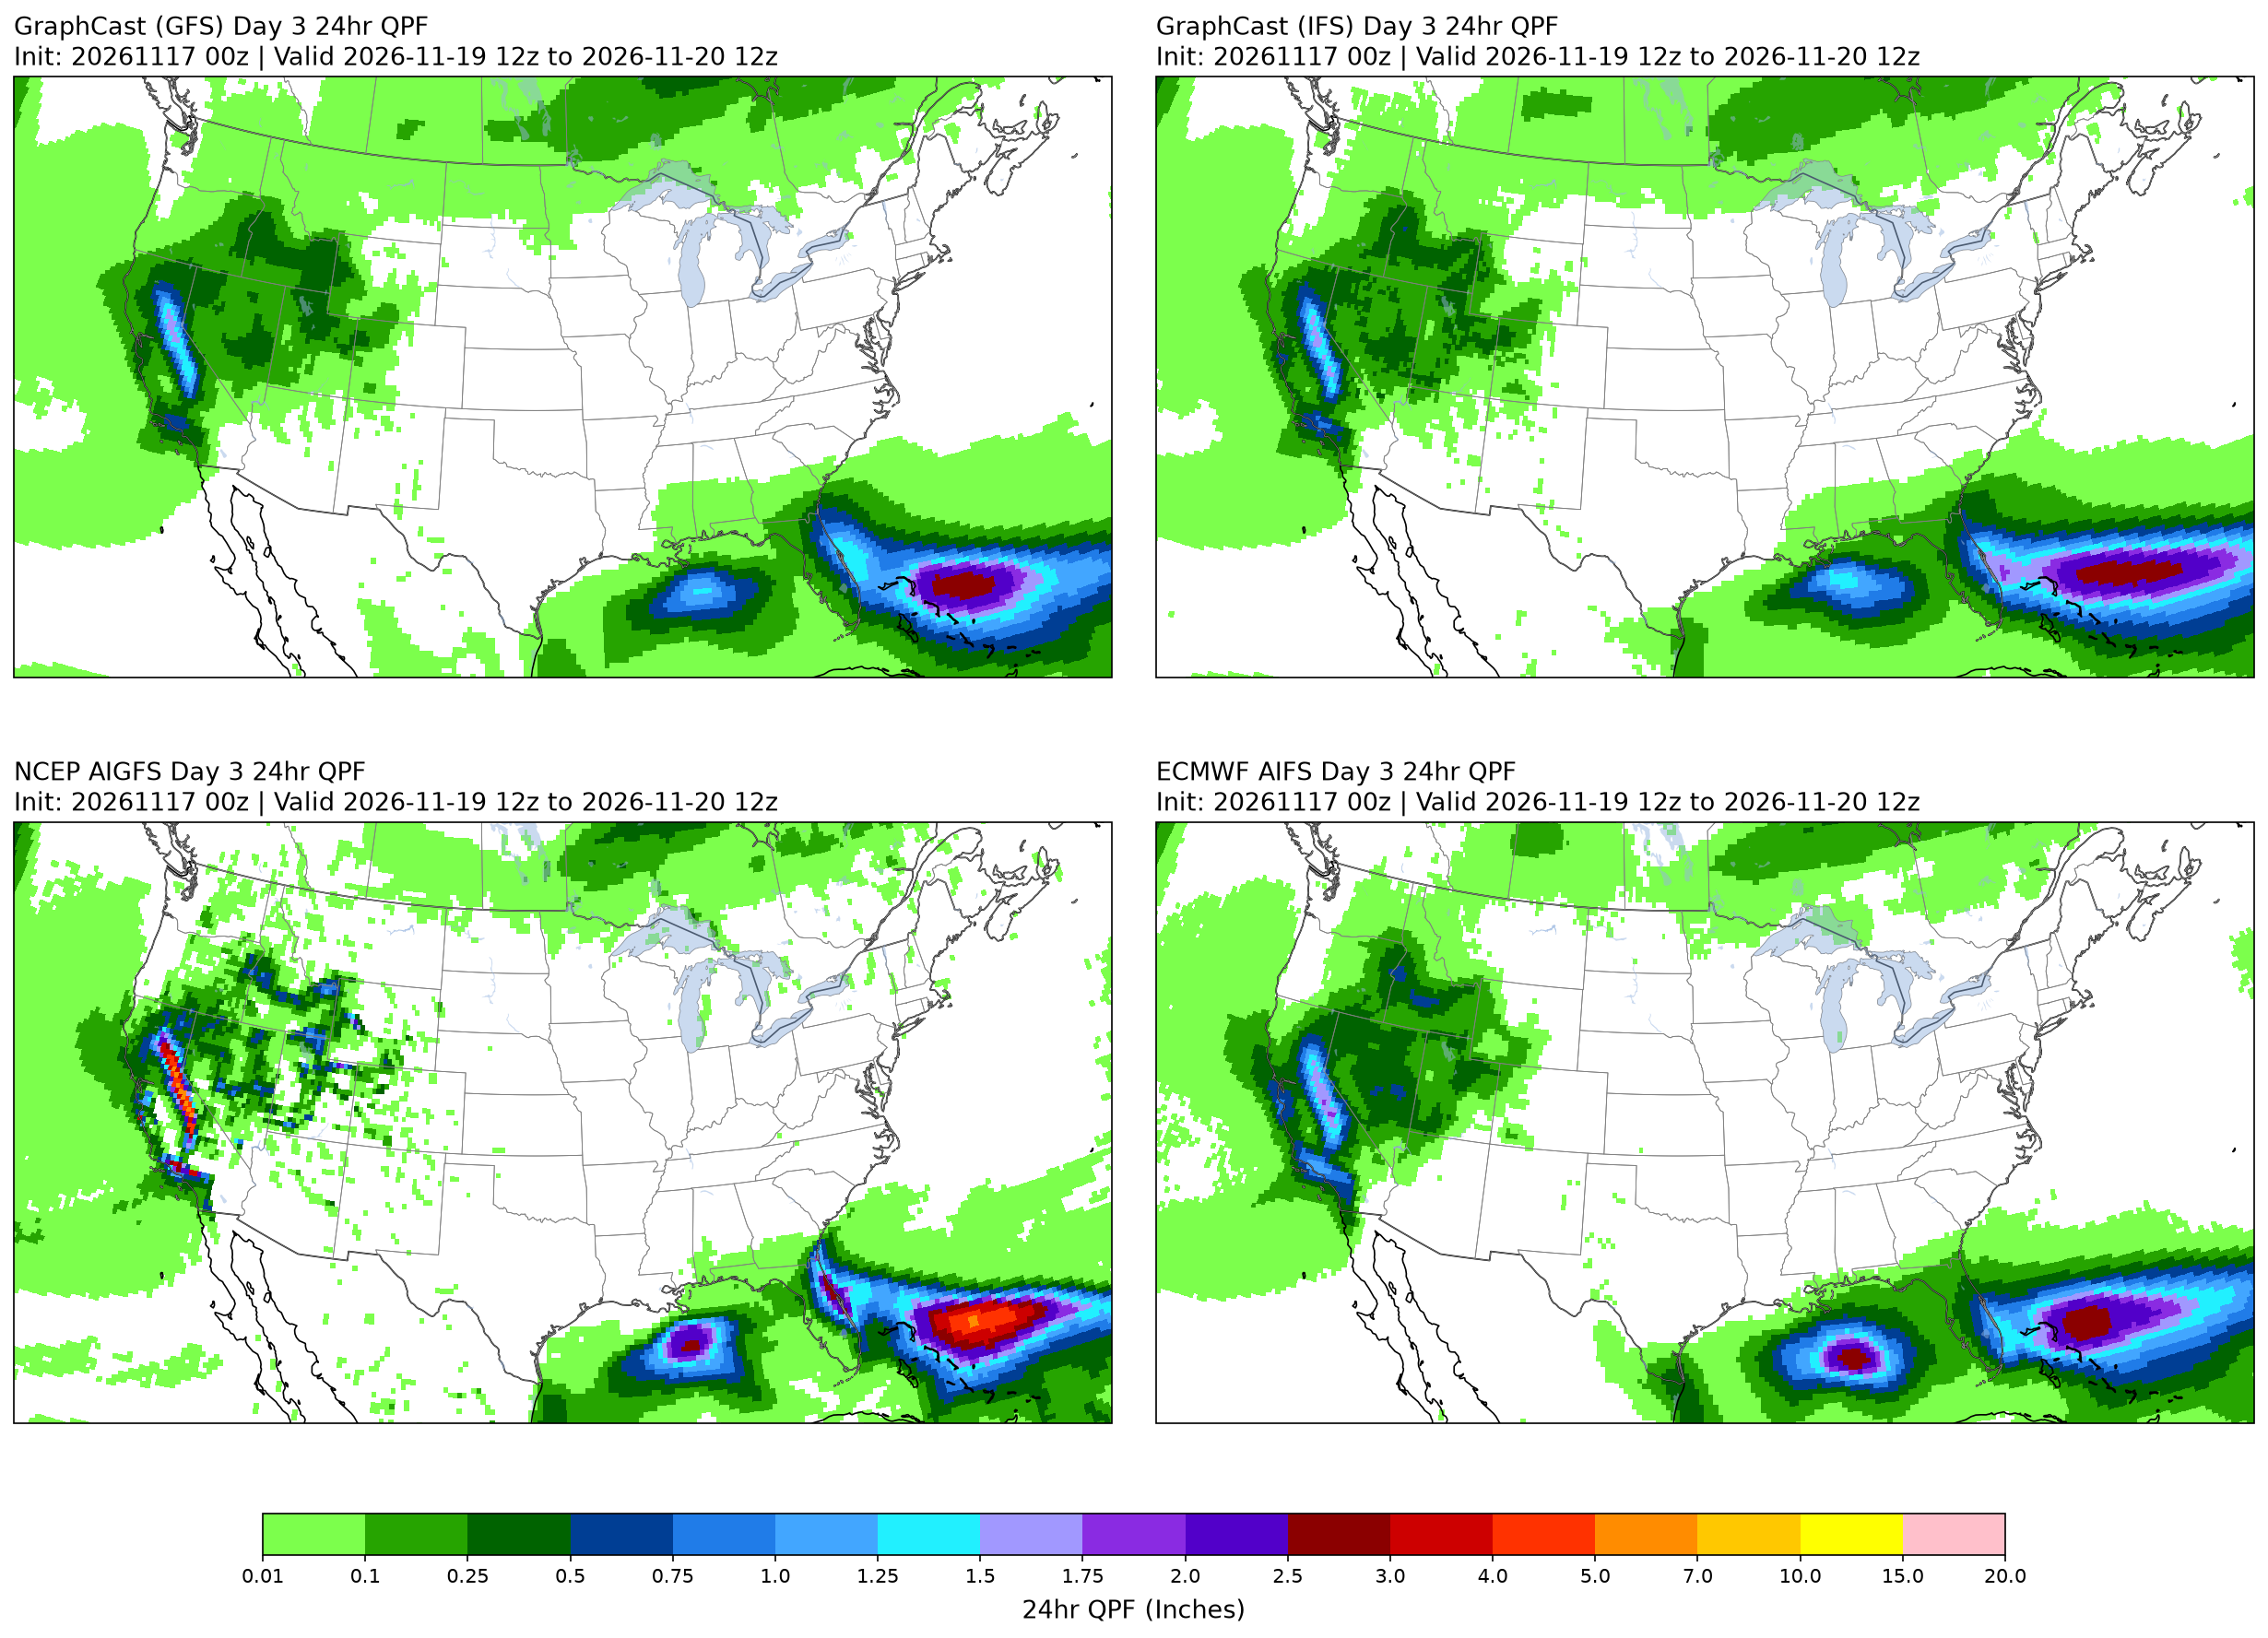 GraphCast (GFS) Day 3 24hr QPF
Init: 20261117 00z | Valid 2026-11-19 12z to 2026-11-20 12z
GraphCast (IFS) Day 3 24hr QPF
Init: 20261117 00z | Valid 2026-11-19 12z to 2026-11-20 12z
NCEP AIGFS Day 3 24hr QPF
Init: 20261117 00z | Valid 2026-11-19 12z to 2026-11-20 12z
ECMWF AIFS Day 3 24hr QPF
Init: 20261117 00z | Valid 2026-11-19 12z to 2026-11-20 12z
0.01 0.1 0.25 0.5 0.75 1.0 1.25 1.5 1.75 2.0 2.5 3.0 4.0 5.0 7.0 10.0 15.0 20.0
24hr QPF (Inches)